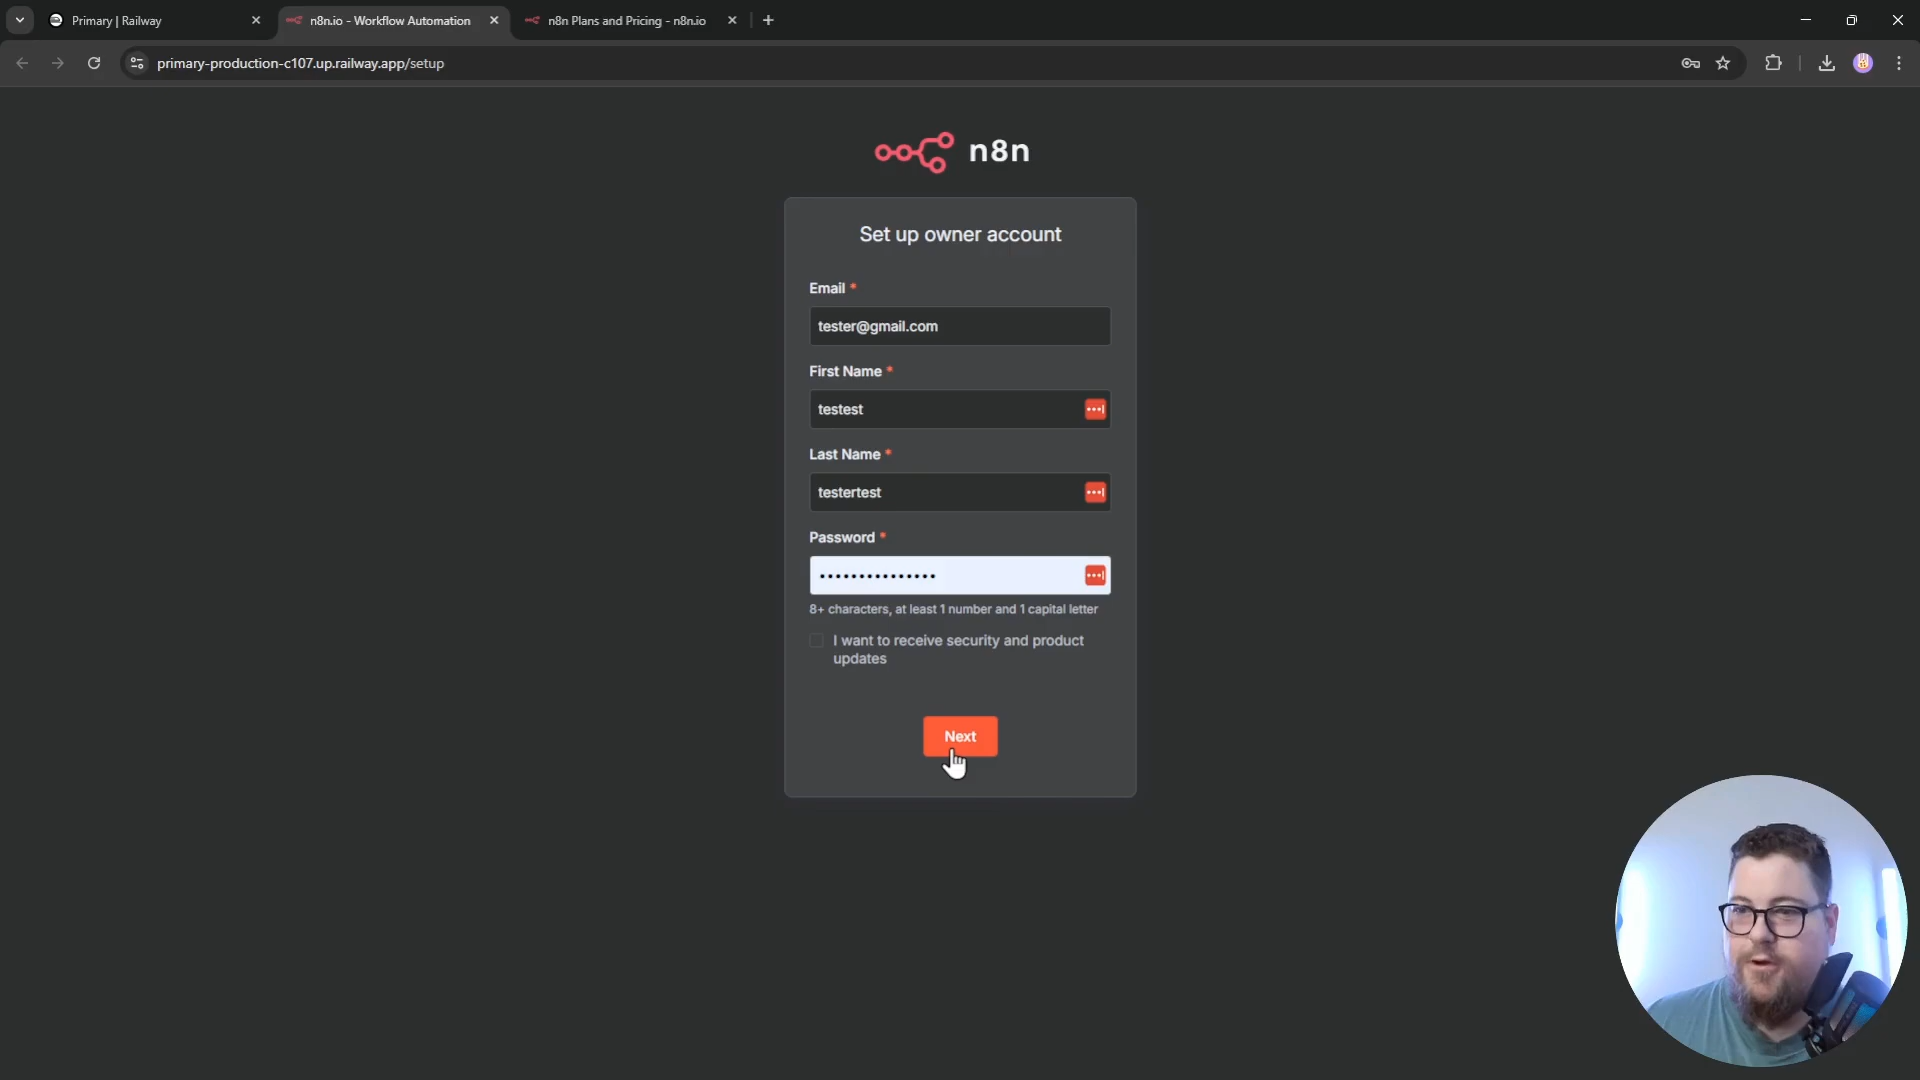 Primary | Railway
n8n.io - Workflow Automation
n8n Plans and Pricing - n8n.io
primary-production-c107.up.railway.app/setup
n8n
Set up owner account
Email *
tester@gmail.com
First Name *
testest
Last Name *
testertest
Password *
•••••••••••••••
8+ characters, at least 1 number and 1 capital letter
I want to receive security and product
updates
Next